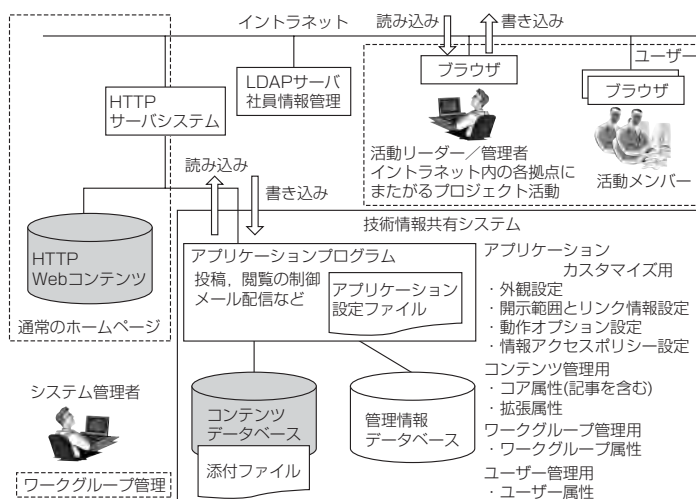 イントラネット
読み込み
書き込み
ユーザー
LDAPサーバ
社員情報管理
ブラウザ
ブラウザ
HTTP
サーバシステム
活動リーダー／管理者
イントラネット内の各拠点に
またがるプロジェクト活動
活動メンバー
読み込み
書き込み
技術情報共有システム
HTTP
Webコンテンツ
通常のホームページ
アプリケーションプログラム
投稿，閲覧の制御
メール配信など
アプリケーション
設定ファイル
アプリケーション
カスタマイズ用
・外観設定
・開示範囲とリンク情報設定
・動作オプション設定
・情報アクセスポリシー設定
コンテンツ管理用
・コア属性(記事を含む)
・拡張属性
ワークグループ管理用
・ワークグループ属性
ユーザー管理用
・ユーザー属性
システム管理者
ワークグループ管理
コンテンツ
データベース
添付ファイル
管理情報
データベース